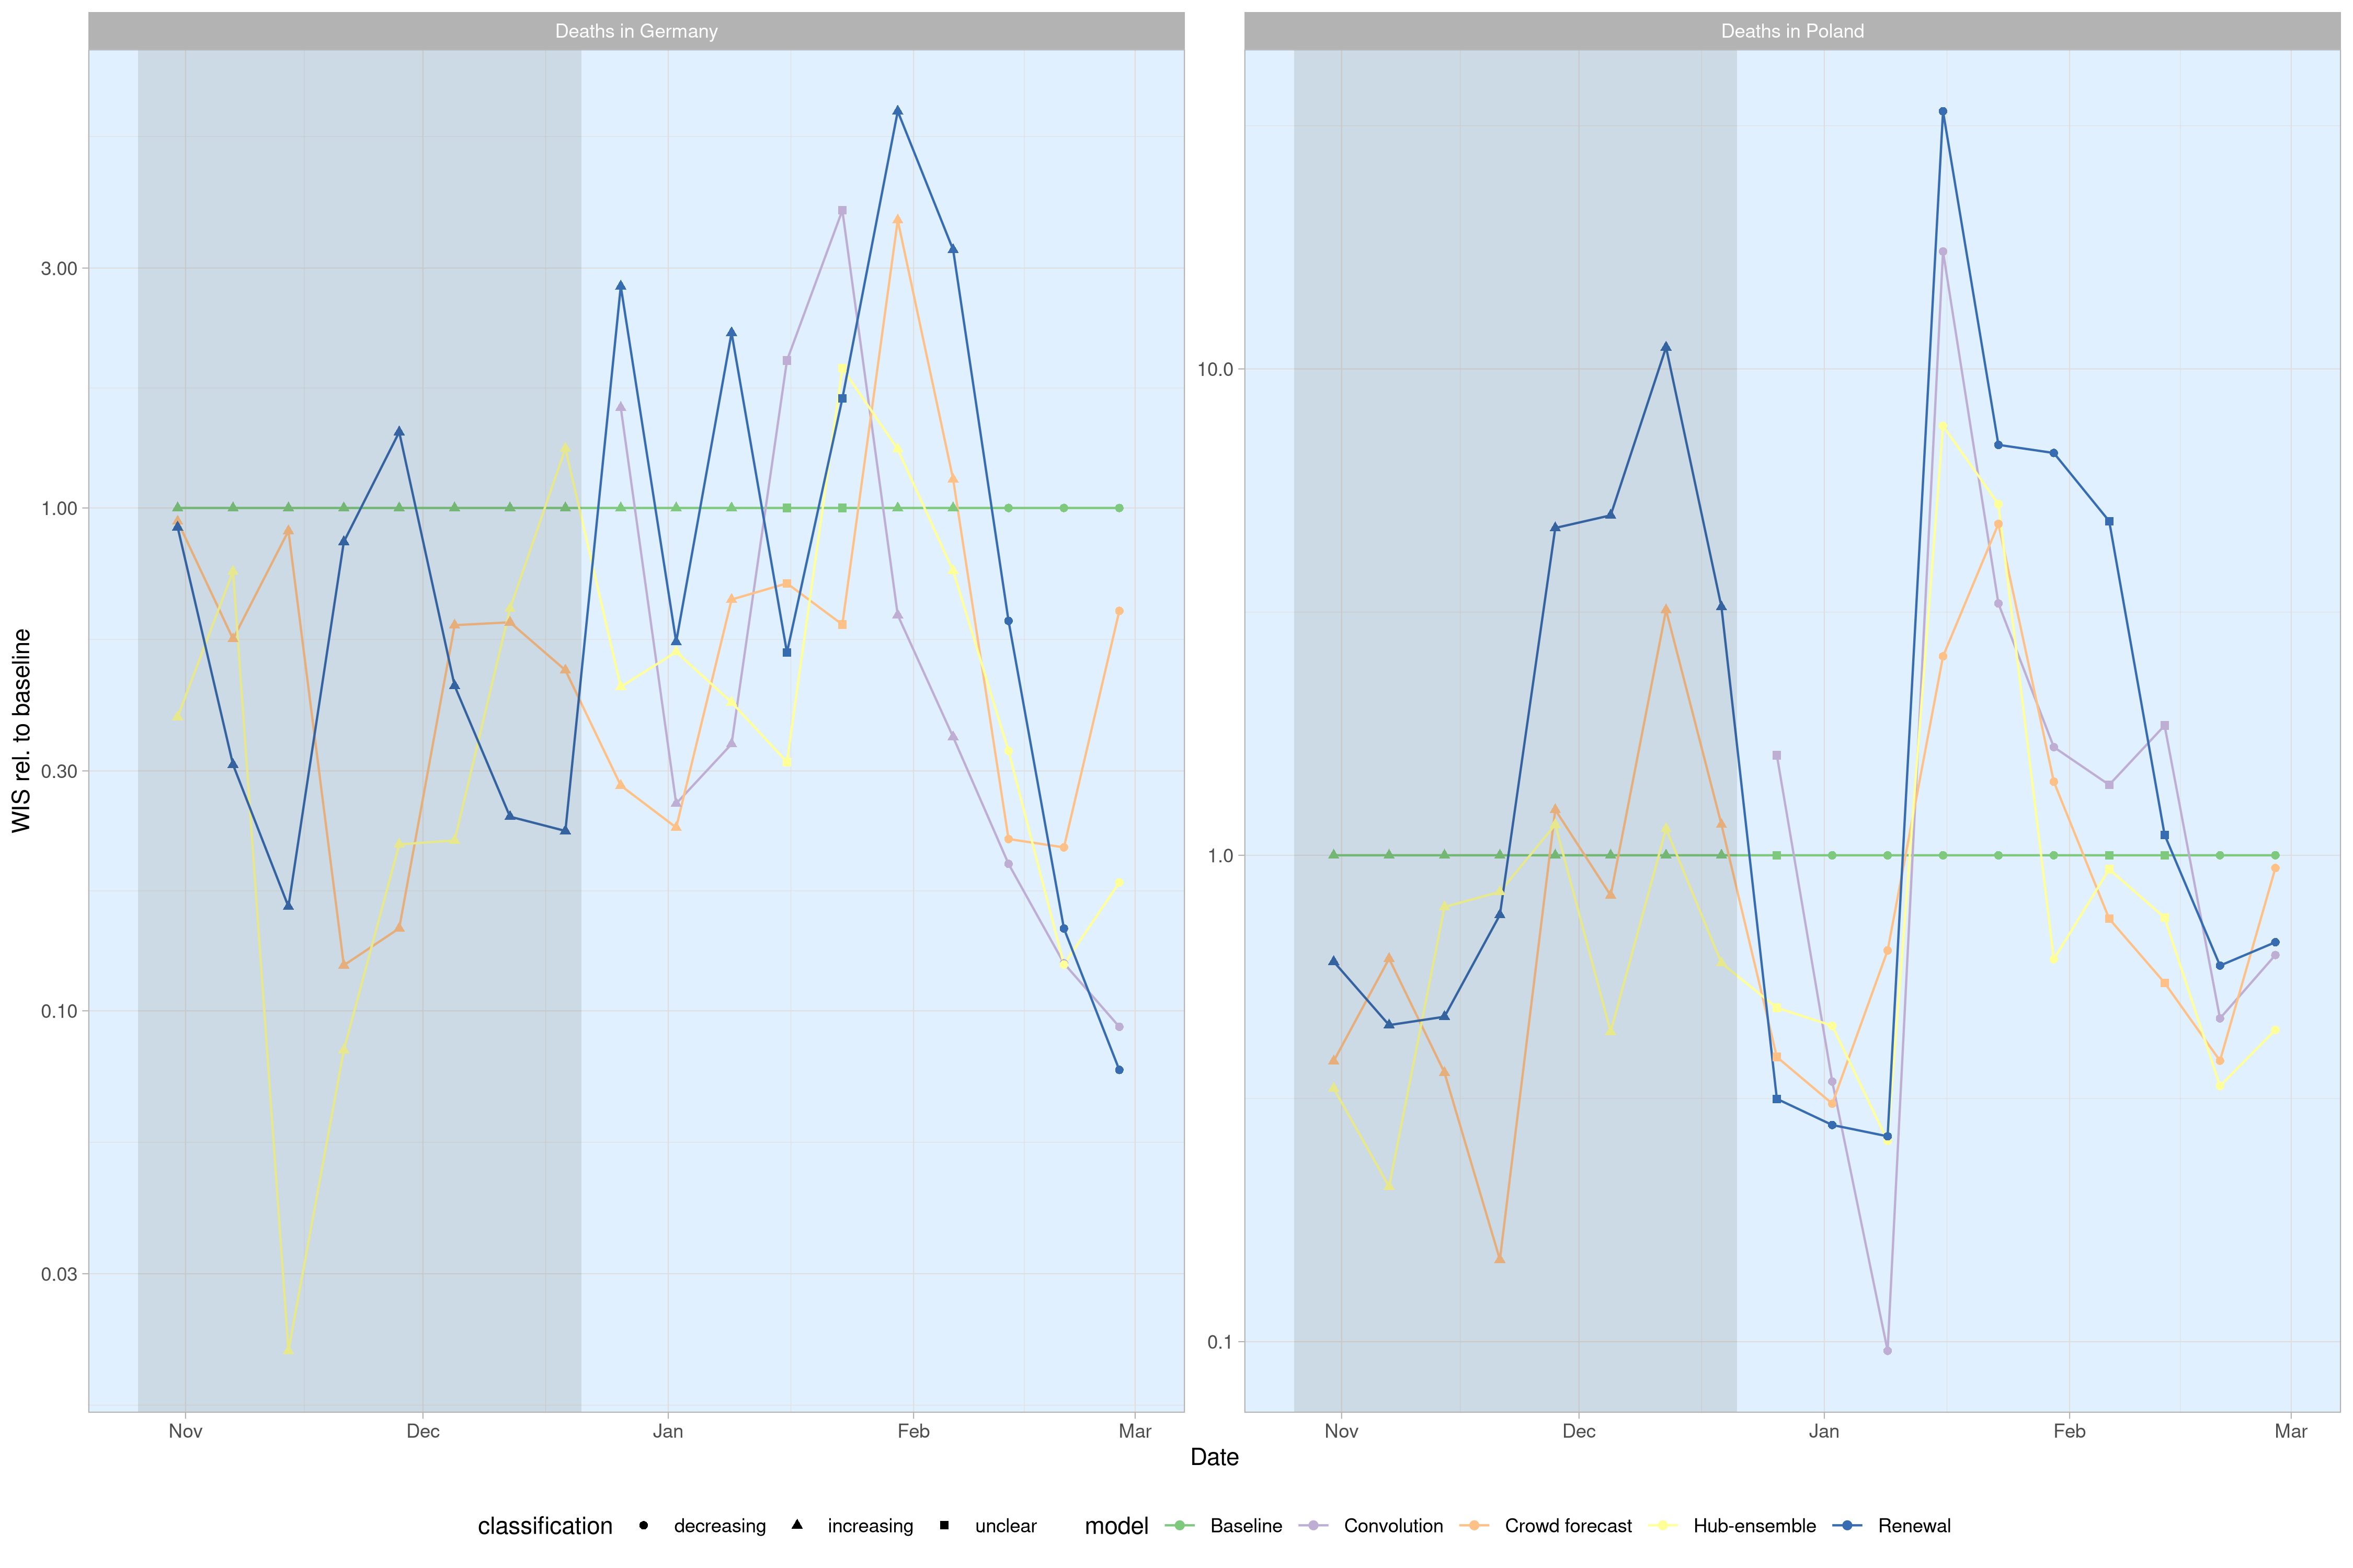 Deaths in Germany
Deaths in Poland
WIS rel. to baseline
3.00
1.00
0.30
0.10
0.03
10.0
1.0
0.1
Nov Dec Jan Feb Mar
Nov Dec Jan Feb Mar
Date
classification decreasing increasing unclear model Baseline Convolution Crowd forecast Hub-ensemble Renewal